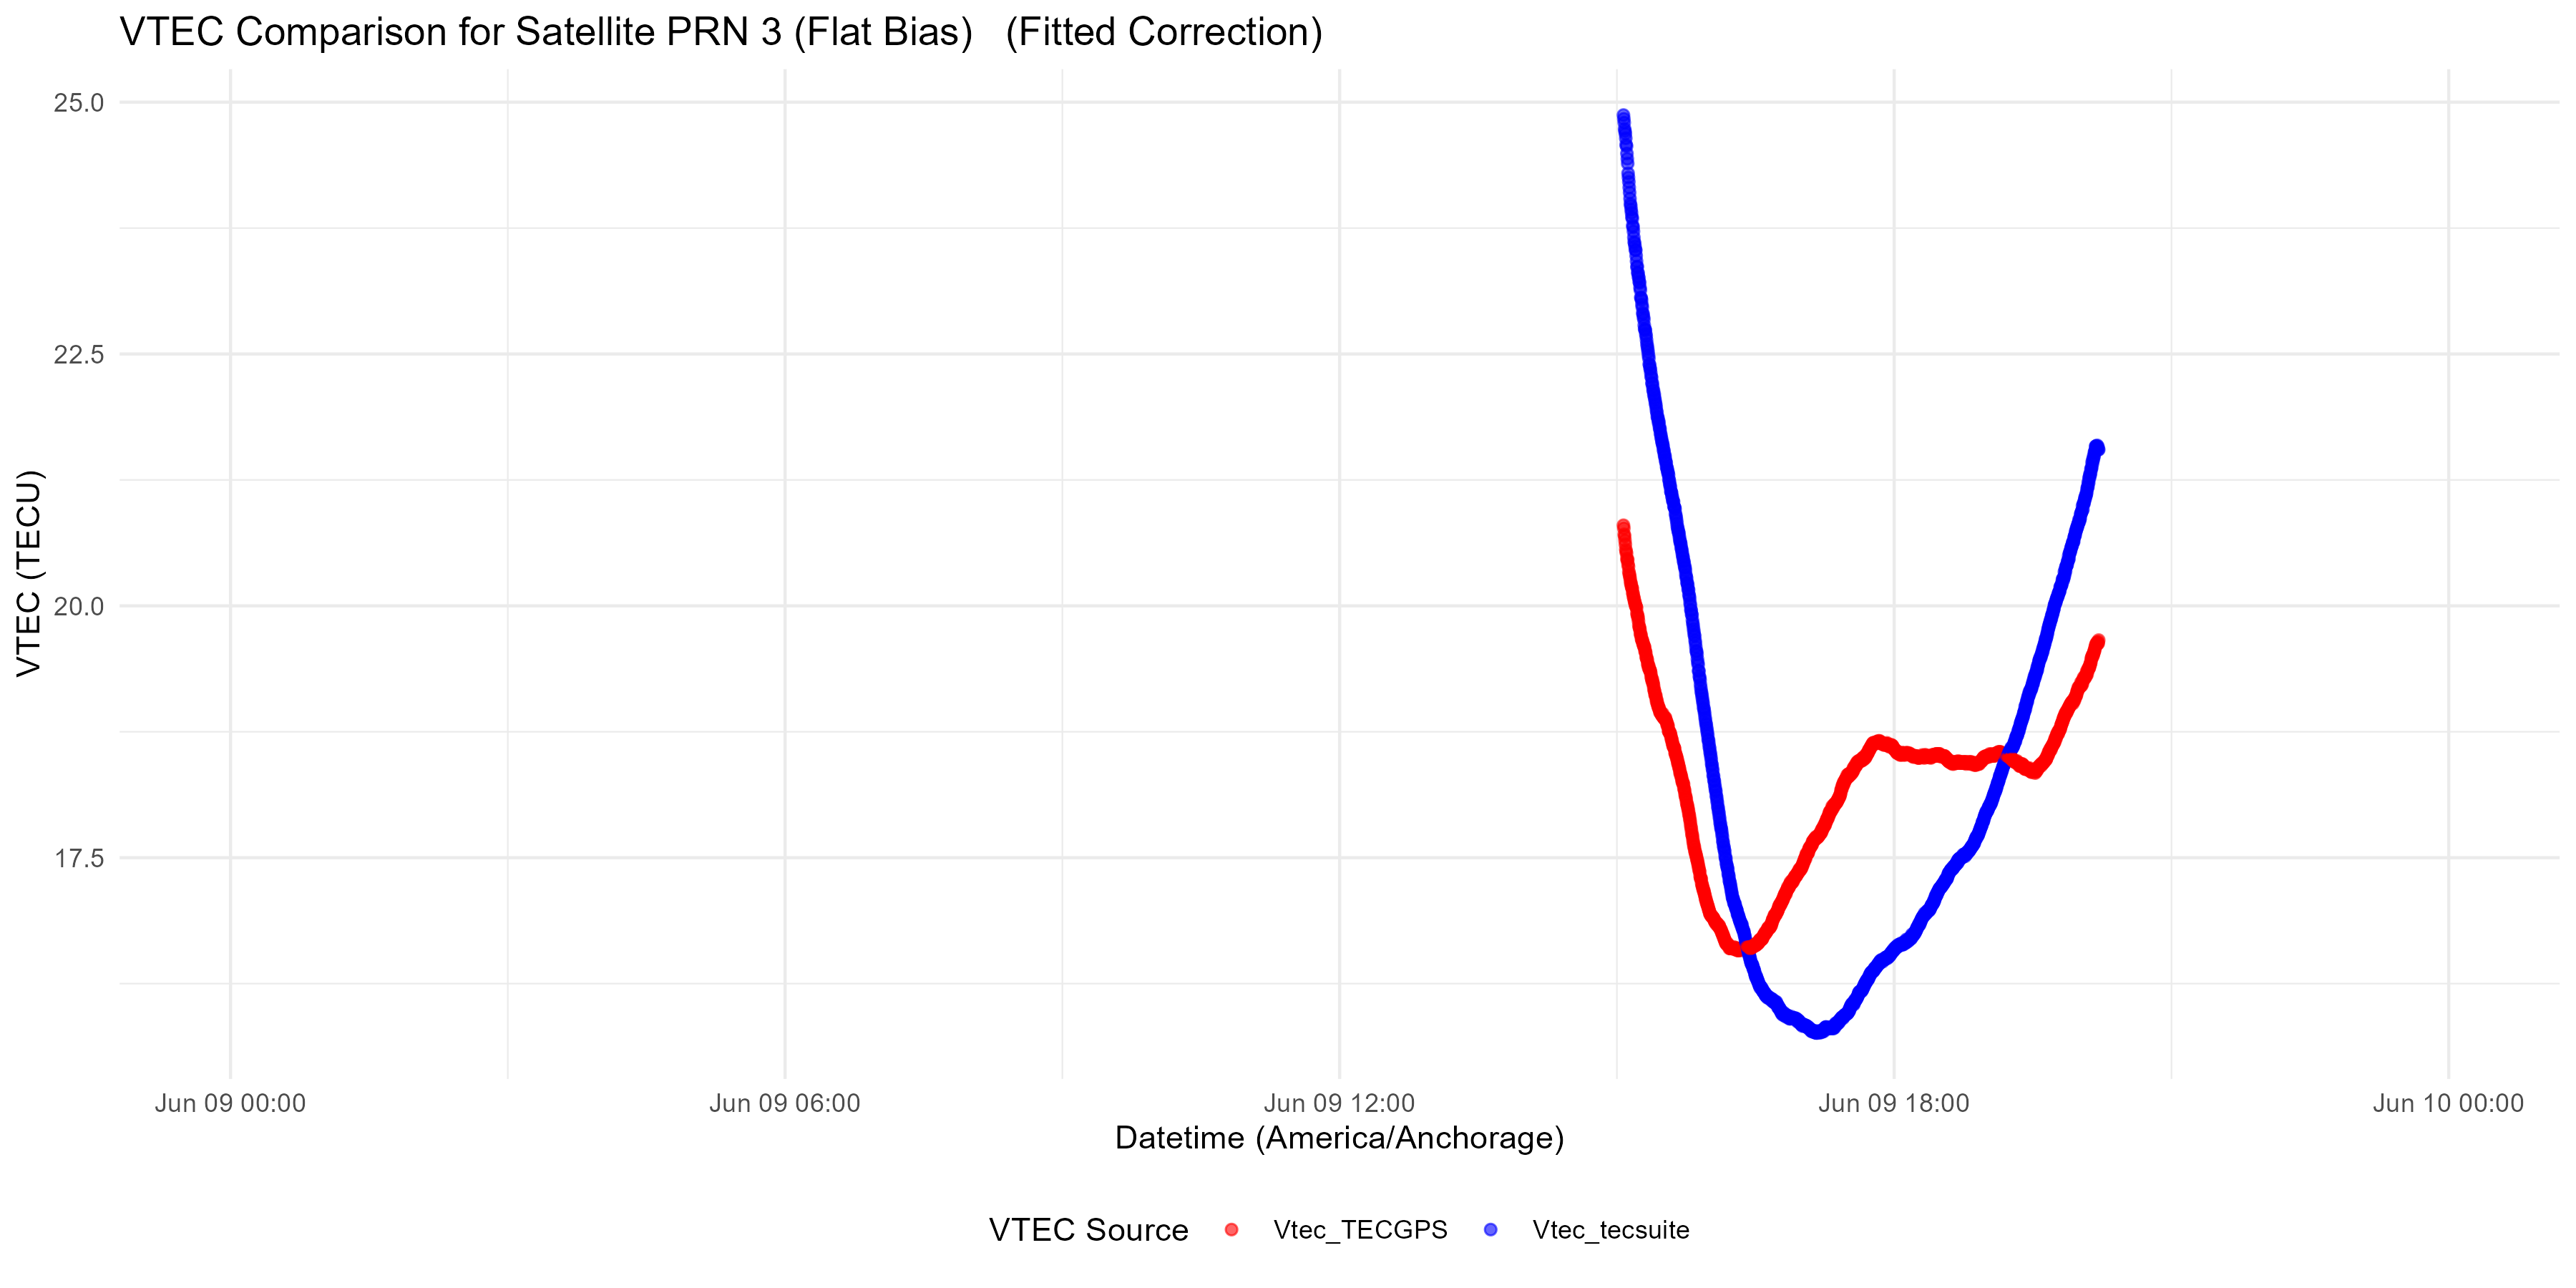 VTEC Comparison for Satellite PRN 3 (Flat Bias)   (Fitted Correction)
25.0
22.5
20.0
17.5
VTEC (TECU)
Jun 09 00:00
Jun 09 06:00
Jun 09 12:00
Jun 09 18:00
Jun 10 00:00
Datetime (America/Anchorage)
VTEC Source
Vtec_TECGPS
Vtec_tecsuite